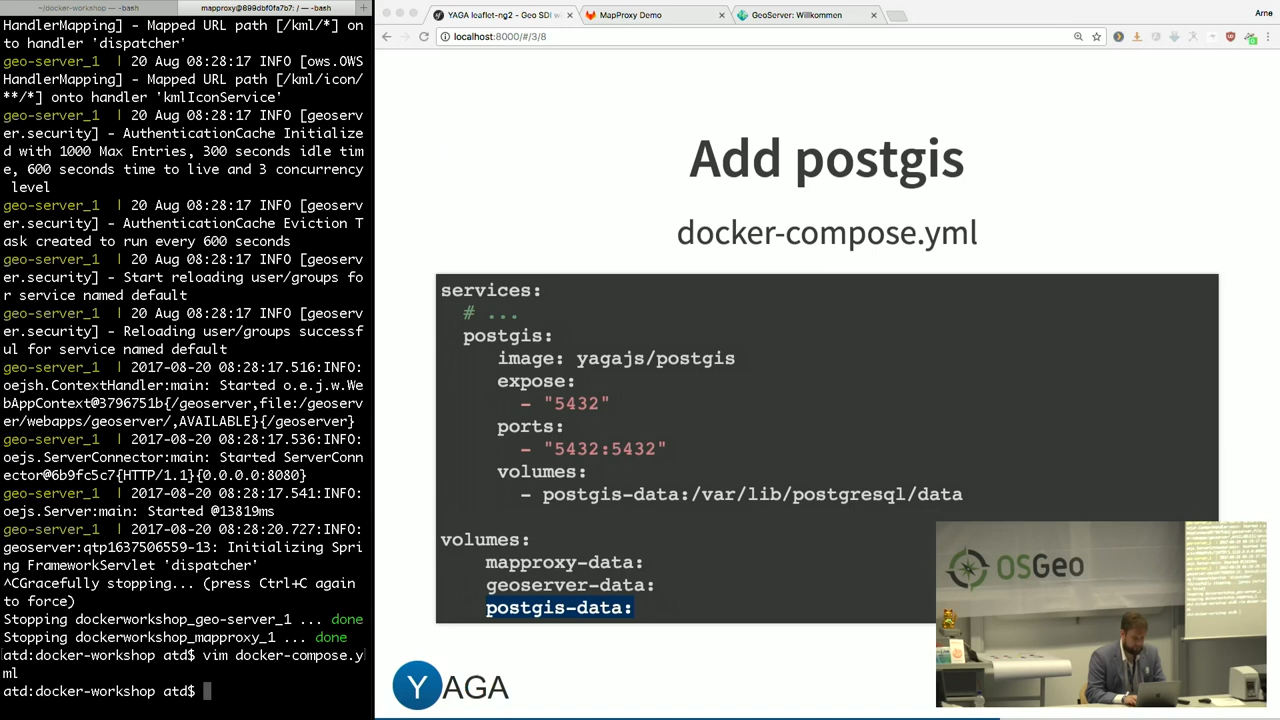 ~/docker-workshop — -bash
mapproxy@899dbf0fa7b7: / — -bash
HandlerMapping] - Mapped URL path [/kml/*] on
to handler 'dispatcher'
geo-server_1  | 20 Aug 08:28:17 INFO [ows.OWS
HandlerMapping] - Mapped URL path [/kml/icon/
**/*] onto handler 'kmlIconService'
geo-server_1  | 20 Aug 08:28:17 INFO [geoserv
er.security] - AuthenticationCache Initialize
d with 1000 Max Entries, 300 seconds idle tim
e, 600 seconds time to live and 3 concurrency
 level
geo-server_1  | 20 Aug 08:28:17 INFO [geoserv
er.security] - AuthenticationCache Eviction T
ask created to run every 600 seconds
geo-server_1  | 20 Aug 08:28:17 INFO [geoserv
er.security] - Start reloading user/groups fo
r service named default
geo-server_1  | 20 Aug 08:28:17 INFO [geoserv
er.security] - Reloading user/groups successf
ul for service named default
geo-server_1  | 2017-08-20 08:28:17.516:INFO:
oejsh.ContextHandler:main: Started o.e.j.w.We
bAppContext@3796751b{/geoserver,file:/geoserv
er/webapps/geoserver/,AVAILABLE}{/geoserver}
geo-server_1  | 2017-08-20 08:28:17.536:INFO:
oejs.ServerConnector:main: Started ServerConn
ector@6b9fc5c7{HTTP/1.1}{0.0.0.0:8080}
geo-server_1  | 2017-08-20 08:28:17.541:INFO:
oejs.Server:main: Started @13819ms
geo-server_1  | 2017-08-20 08:28:20.727:INFO:
geoserver:qtp1637506559-13: Initializing Spri
ng FrameworkServlet 'dispatcher'
^CGracefully stopping... (press Ctrl+C again
to force)
Stopping dockerworkshop_geo-server_1 ... done
Stopping dockerworkshop_mapproxy_1 ... done
atd:docker-workshop atd$ vim docker-compose.y
ml
atd:docker-workshop atd$
YAGA leaflet-ng2 - Geo SDI w
MapProxy Demo
GeoServer: Willkommen
Arne
localhost:8000/#/3/8
Add postgis
docker-compose.yml
services:
# ...
postgis:
image: yagajs/postgis
expose:
- "5432"
ports:
- "5432:5432"
volumes:
- postgis-data:/var/lib/postgresql/data
volumes:
mapproxy-data:
geoserver-data:
postgis-data:
YAGA
OSGeo